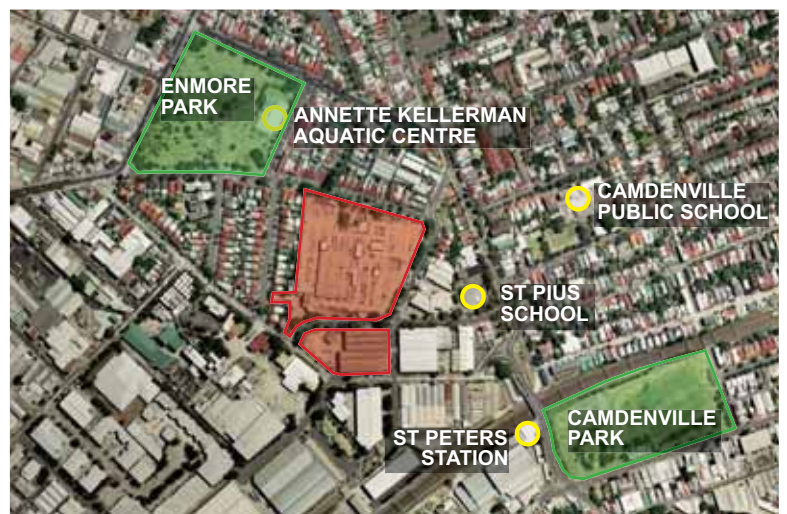 ENMORE
PARK
ANNETTE KELLERMAN
AQUATIC CENTRE
CAMDENVILLE
PUBLIC SCHOOL
ST PIUS
SCHOOL
CAMDENVILLE
PARK
ST PETERS
STATION